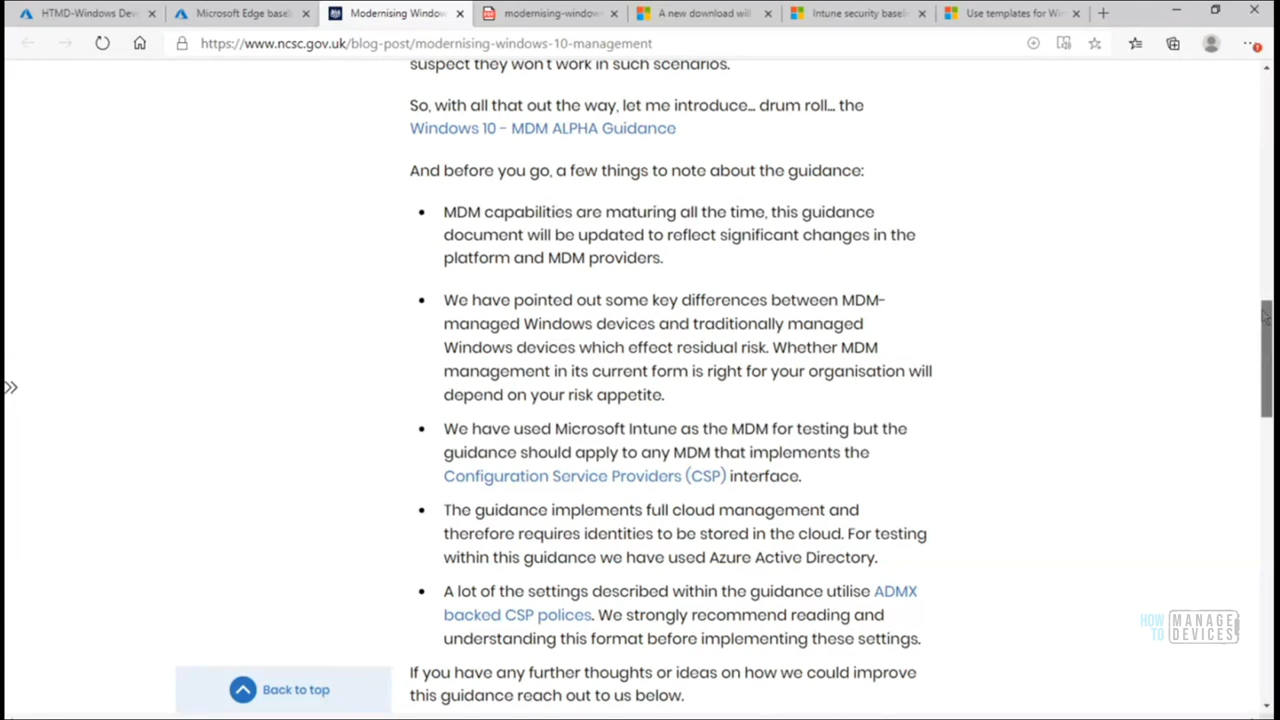 HTMD-Windows Dev
Microsoft Edge base
Modernising Window
modernising-window
A new download will
Intune security baseli
Use templates for Win
https://www.ncsc.gov.uk/blog-post/modernising-windows-10-management
suspect they won't work in such scenarios.
So, with all that out the way, let me introduce... drum roll... the
Windows 10 - MDM ALPHA Guidance
And before you go, a few things to note about the guidance:
MDM capabilities are maturing all the time, this guidance
document will be updated to reflect significant changes in the
platform and MDM providers.
We have pointed out some key differences between MDM-
managed Windows devices and traditionally managed
Windows devices which effect residual risk. Whether MDM
management in its current form is right for your organisation will
depend on your risk appetite.
We have used Microsoft Intune as the MDM for testing but the
guidance should apply to any MDM that implements the
Configuration Service Providers (CSP) interface.
The guidance implements full cloud management and
therefore requires identities to be stored in the cloud. For testing
within this guidance we have used Azure Active Directory.
A lot of the settings described within the guidance utilise ADMX
backed CSP polices. We strongly recommend reading and
understanding this format before implementing these settings.
HOW TO MANAGE DEVICES
If you have any further thoughts or ideas on how we could improve
this guidance reach out to us below.
Back to top